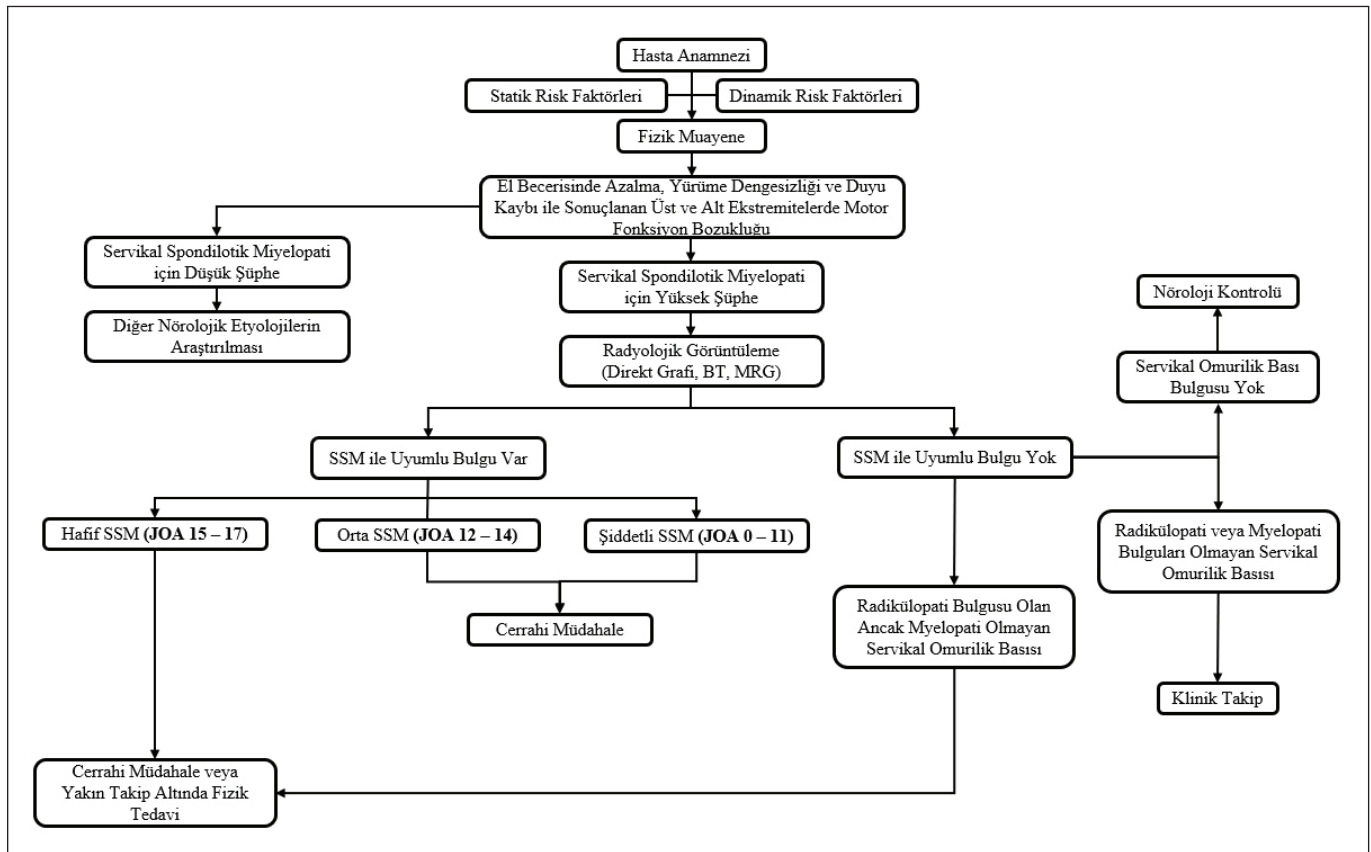 Hasta Anamnezi
Statik Risk Faktörleri
Dinamik Risk Faktörleri
Fizik Muayene
El Becerisinde Azalma, Yürüme Dengesizliği ve Duyu
Kaybı ile Sonuçlanan Üst ve Alt Ekstremitelerde Motor
Fonksiyon Bozukluğu
Servikal Spondilotik Miyelopati
için Düşük Şüphe
Diğer Nörolojik Etyolojilerin
Araştırılması
Servikal Spondilotik Miyelopati
için Yüksek Şüphe
Radyolojik Görüntüleme
(Direkt Grafi, BT, MRG)
Nöroloji Kontrolü
Servikal Omurilik Bası
Bulgusu Yok
SSM ile Uyumlu Bulgu Var
SSM ile Uyumlu Bulgu Yok
Hafif SSM (JOA 15 – 17)
Orta SSM (JOA 12 – 14)
Şiddetli SSM (JOA 0 – 11)
Radikülopati veya Myelopati
Bulguları Olmayan Servikal
Omurilik Basısı
Cerrahi Müdahale
Radikülopati Bulgusu Olan
Ancak Myelopati Olmayan
Servikal Omurilik Basısı
Klinik Takip
Cerrahi Müdahale veya
Yakın Takip Altında Fizik
Tedavi